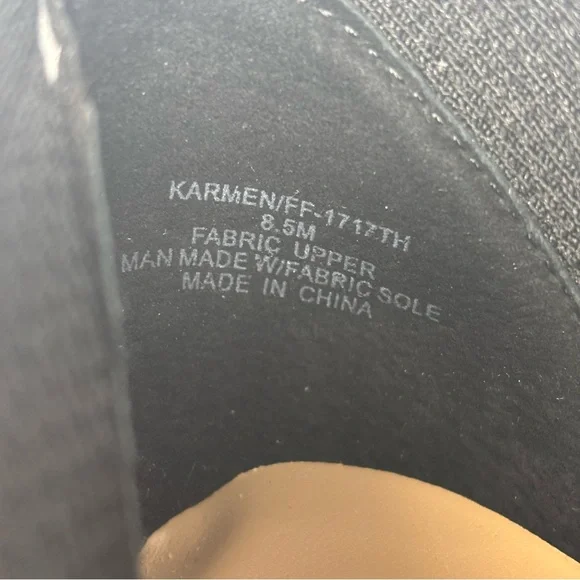 KARMEN/FF-1717TH
8.5M
FABRIC UPPER
MAN MADE W/FABRIC SOLE
MADE IN CHINA